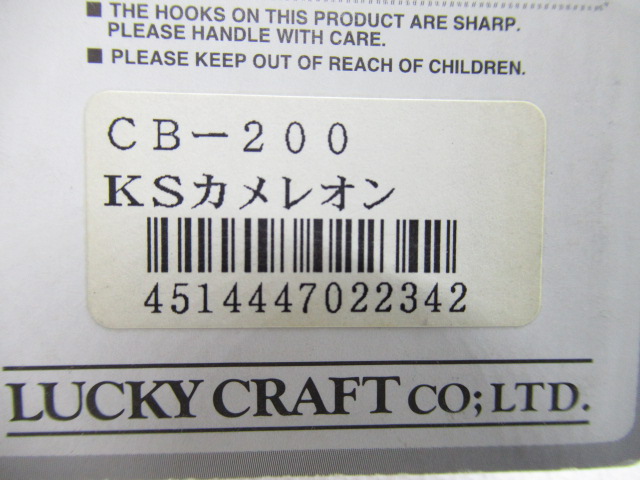 ■ THE HOOKS ON THIS PRODUCT ARE SHARP.
PLEASE HANDLE WITH CARE.
■ PLEASE KEEP OUT OF REACH OF CHILDREN.
CB－200
KSカメレオン
4514447022342
LUCKY CRAFT CO;LTD.